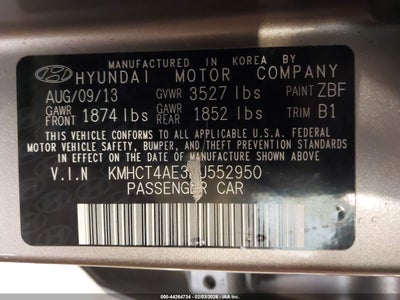 MANUFACTURED IN KOREA BY
HYUNDAI MOTOR COMPANY
AUG/09/13 GVWR 3527 lbs PAINT ZBF
GAWR FRONT 1874 lbs GAWR REAR 1852 lbs TRIM B1
THIS VEHICLE CONFORMS TO ALL APPLICABLE U.S.A. FEDERAL
MOTOR VEHICLE SAFETY, BUMPER, AND THEFT PREVENTION STANDARDS
IN EFFECT ON THE DATE OF MANUFACTURE SHOWN ABOVE.
V.I.N
PASSENGER CAR
000-44264734 - 02/03/2026 - 000-00179